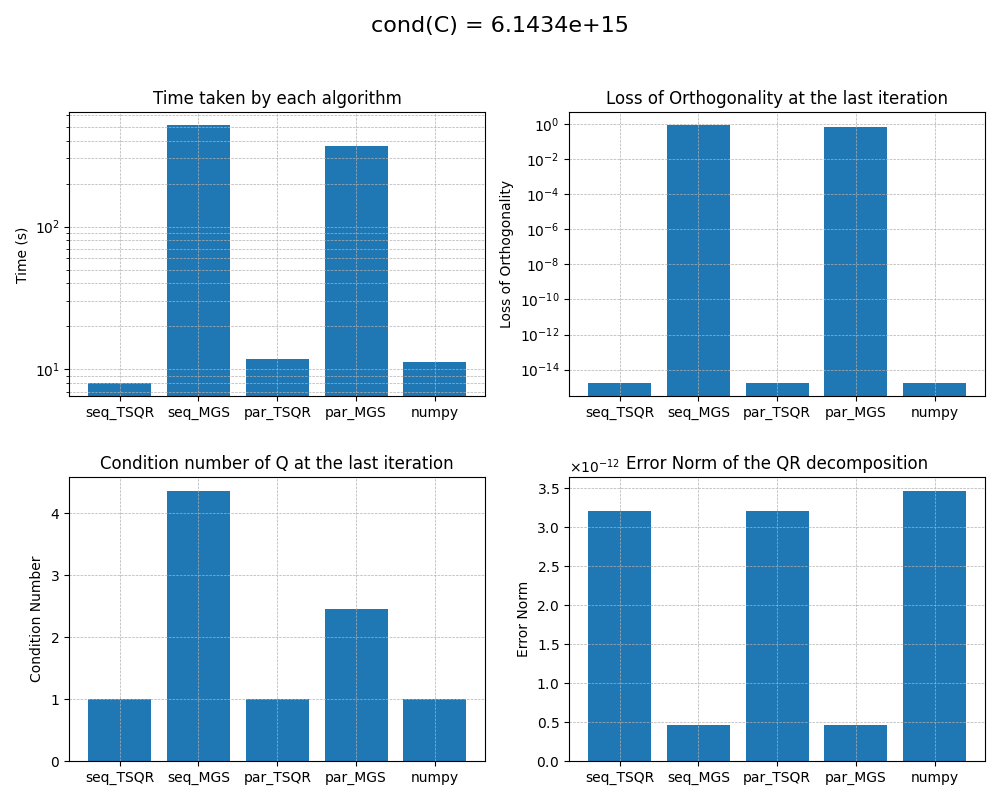 cond(C) = 6.1434e+15
Time taken by each algorithm
Time (s)
10²
10¹
seq_TSQR seq_MGS par_TSQR par_MGS numpy
Loss of Orthogonality at the last iteration
Loss of Orthogonality
10⁰
10⁻²
10⁻⁴
10⁻⁶
10⁻⁸
10⁻¹⁰
10⁻¹²
10⁻¹⁴
seq_TSQR seq_MGS par_TSQR par_MGS numpy
Condition number of Q at the last iteration
Condition Number
4
3
2
1
0
seq_TSQR seq_MGS par_TSQR par_MGS numpy
×10⁻¹² Error Norm of the QR decomposition
Error Norm
3.5
3.0
2.5
2.0
1.5
1.0
0.5
0.0
seq_TSQR seq_MGS par_TSQR par_MGS numpy